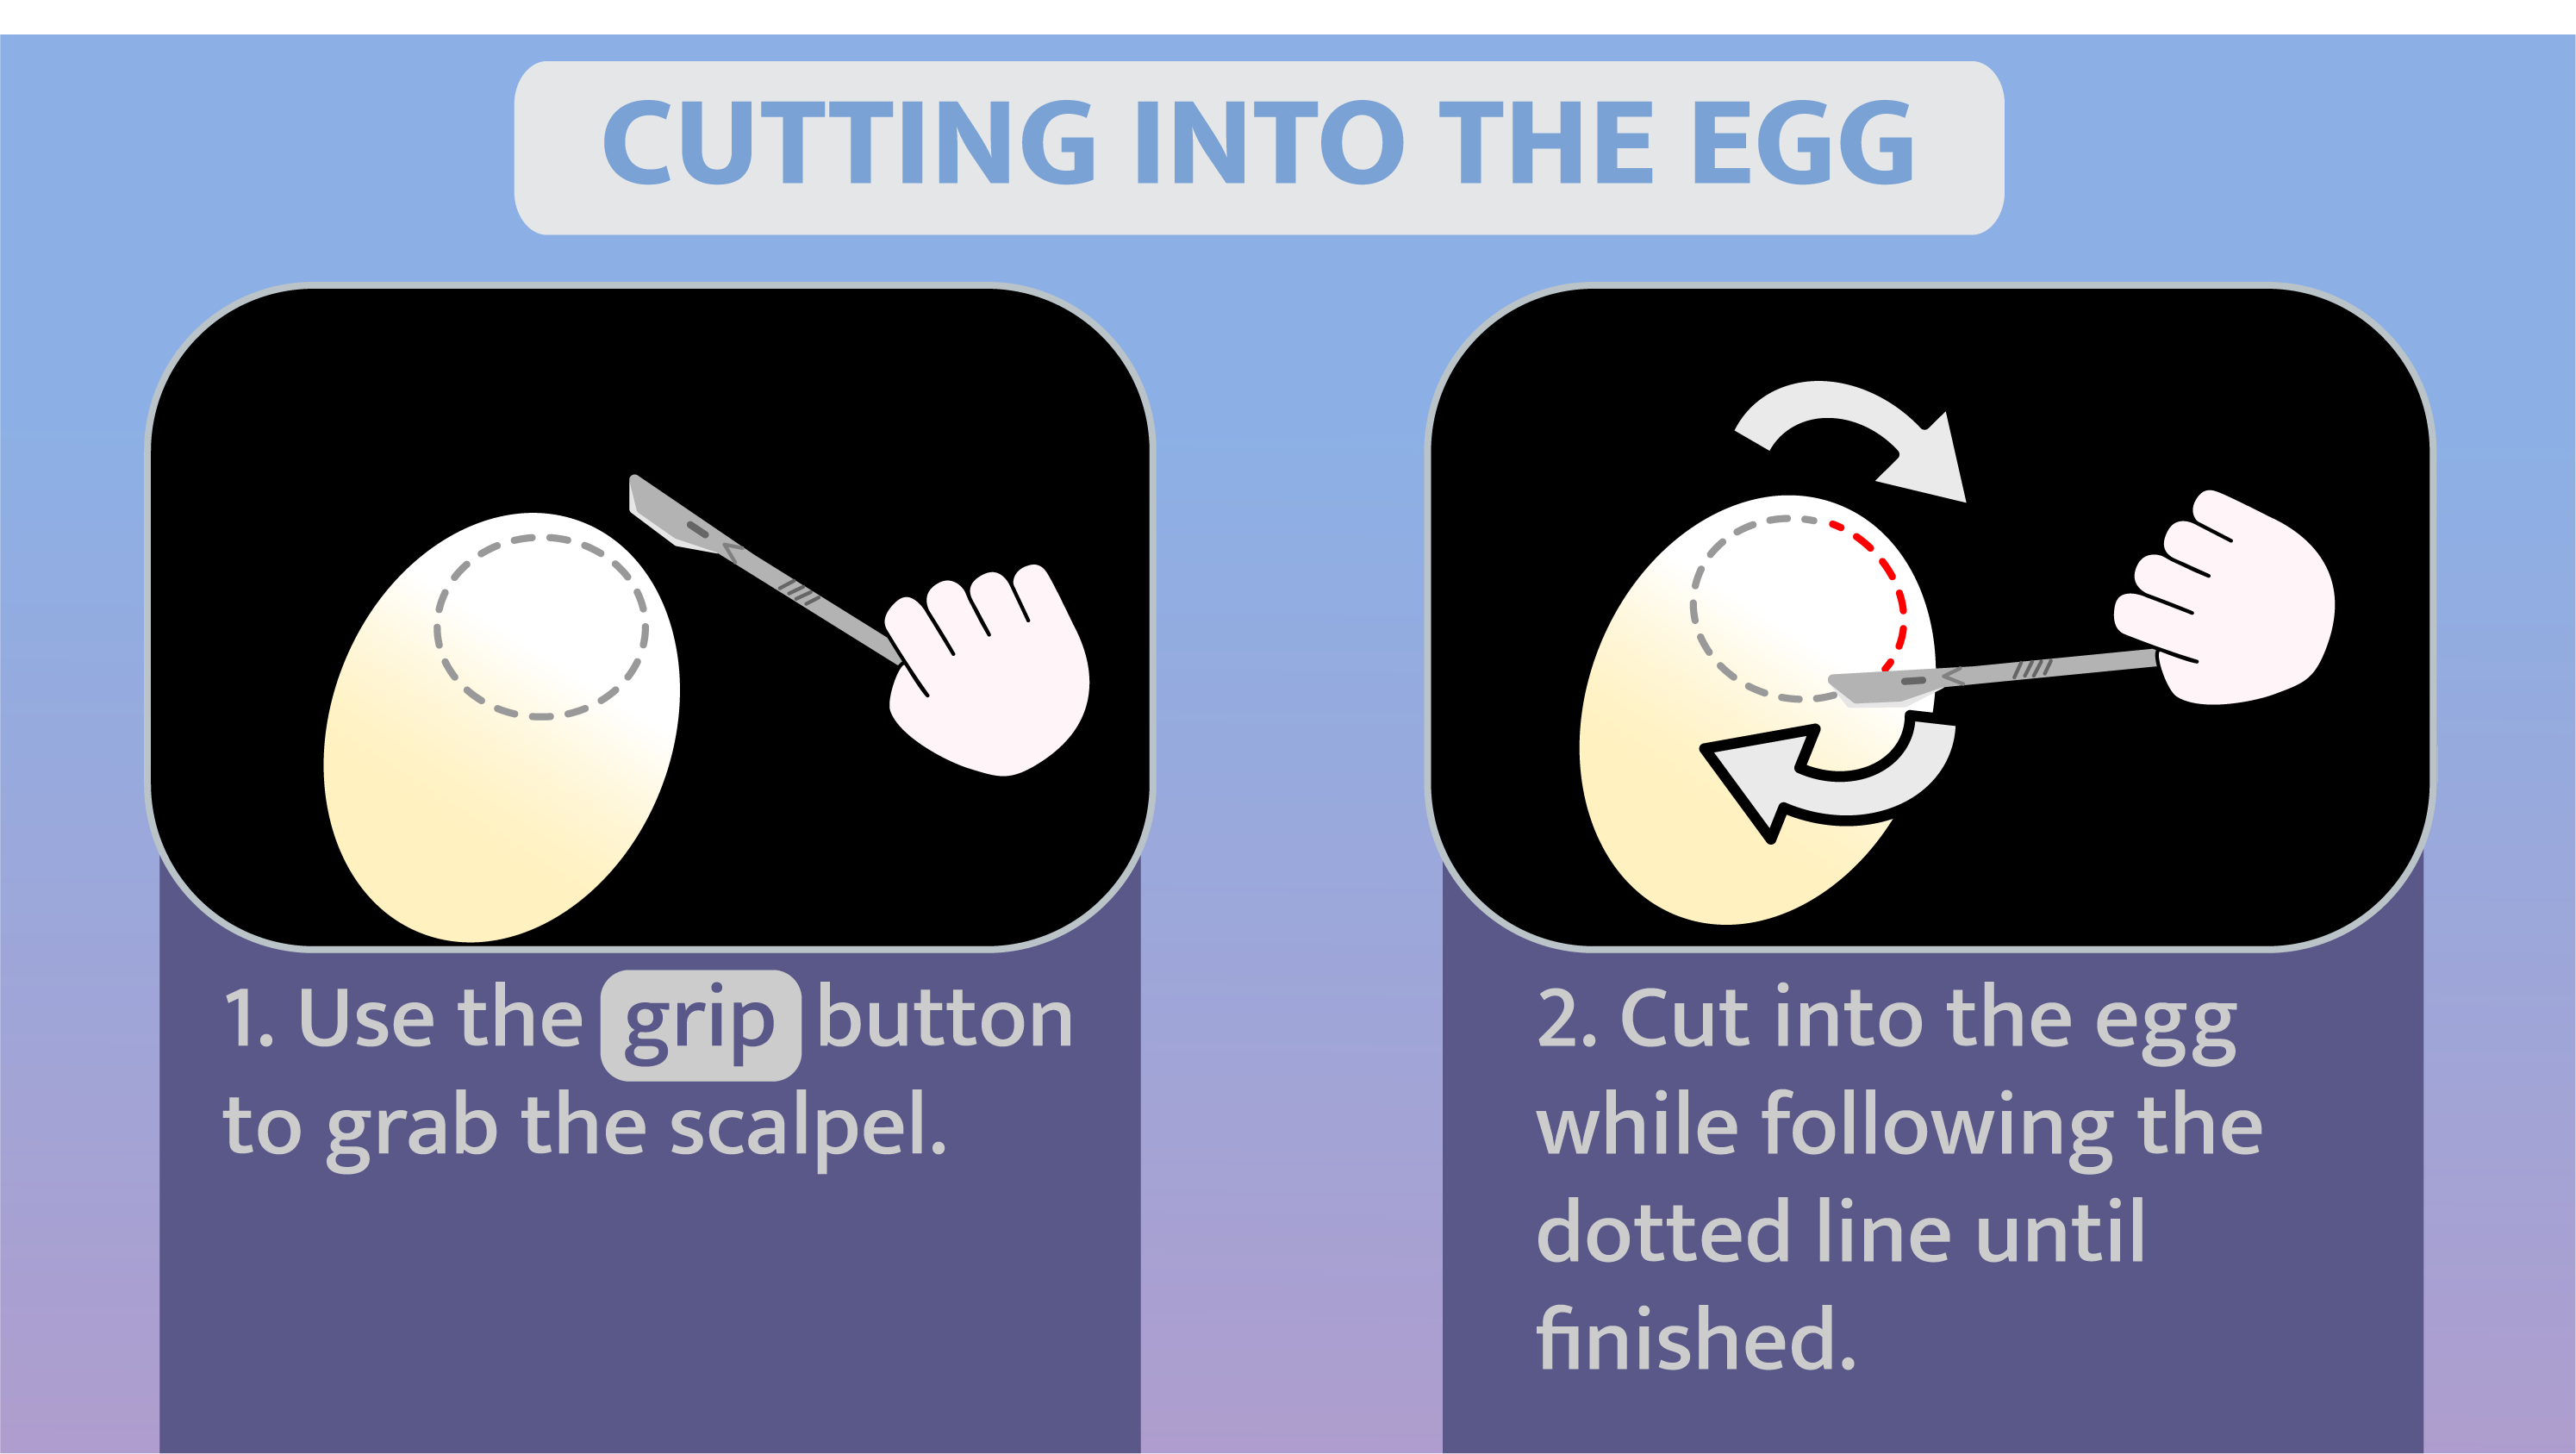 CUTTING INTO THE EGG
1. Use the grip button
to grab the scalpel.
2. Cut into the egg
while following the
dotted line until
finished.